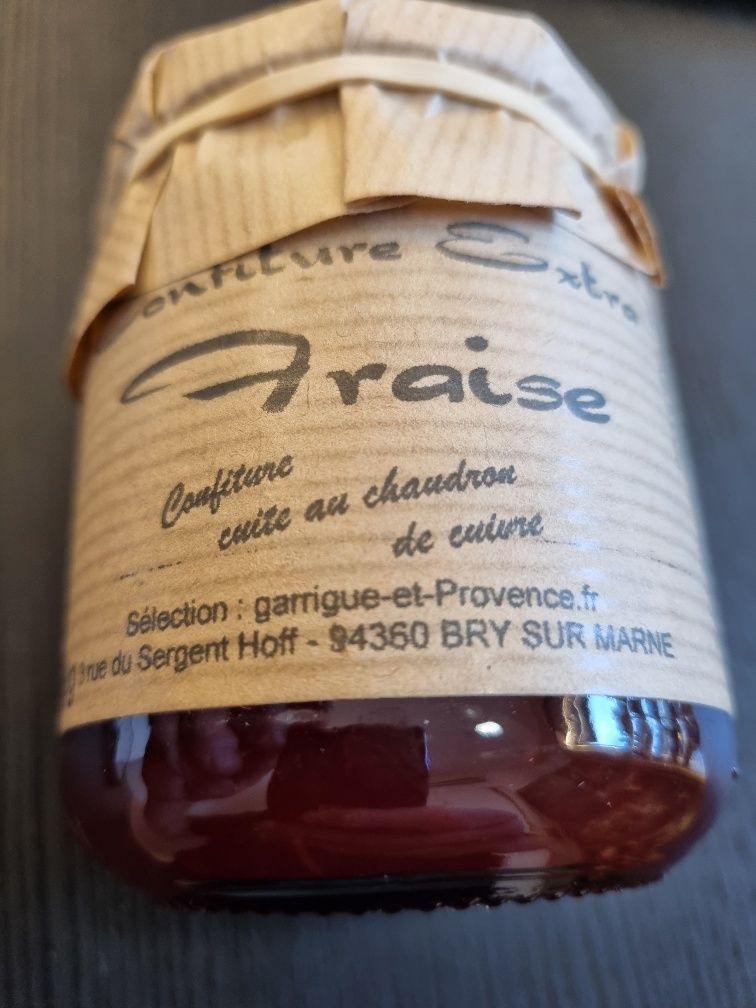 Confiture Extra
Fraise
Confiture
cuite au chaudron
de cuivre
Sélection : garrigue-et-Provence.fr
rue du Sergent Hoff - 94360 BRY SUR MARNE